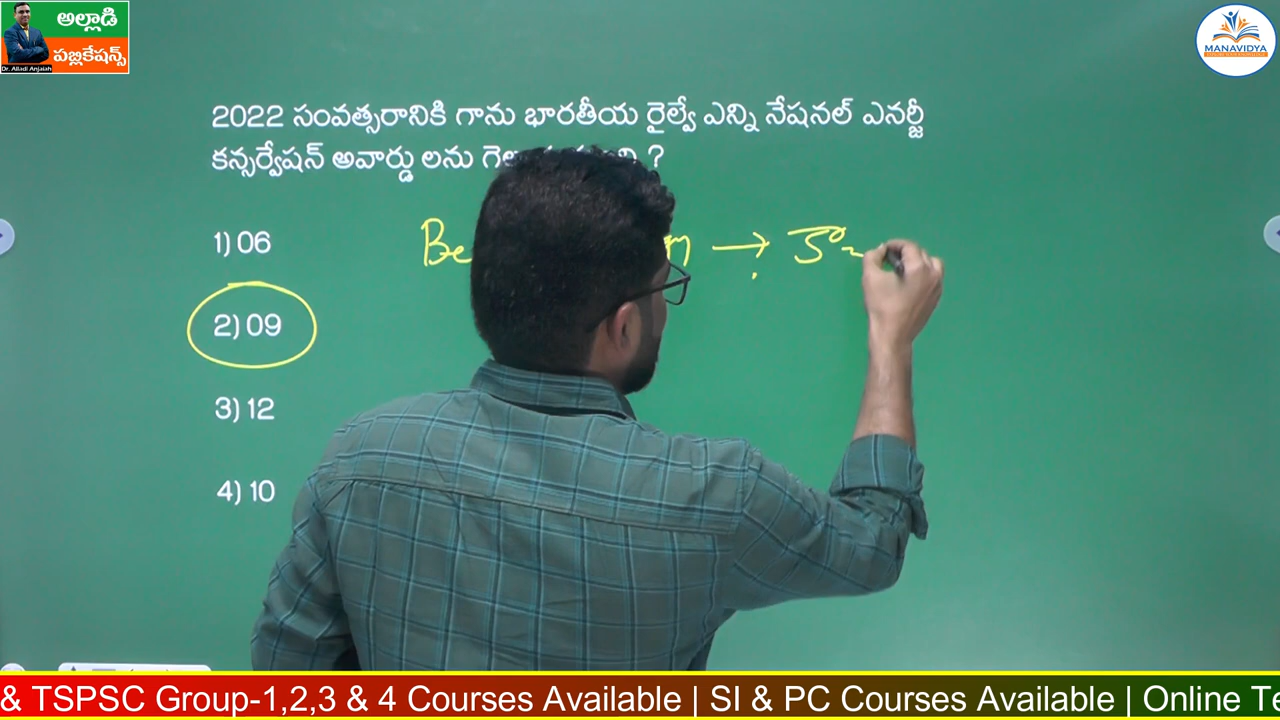 అల్లాడి
పబ్లికేషన్స్
Dr. Alladi Anjaiah
MANAVIDYA
2022 సంవత్సరానికి గాను భారతీయ రైల్వే ఎన్ని నేషనల్ ఎనర్జీ
కన్సర్వేషన్ అవార్డు లను ?
1) 06
2) 09
3) 12
4) 10
& TSPSC Group-1,2,3 & 4 Courses Available | SI & PC Courses Available | Online